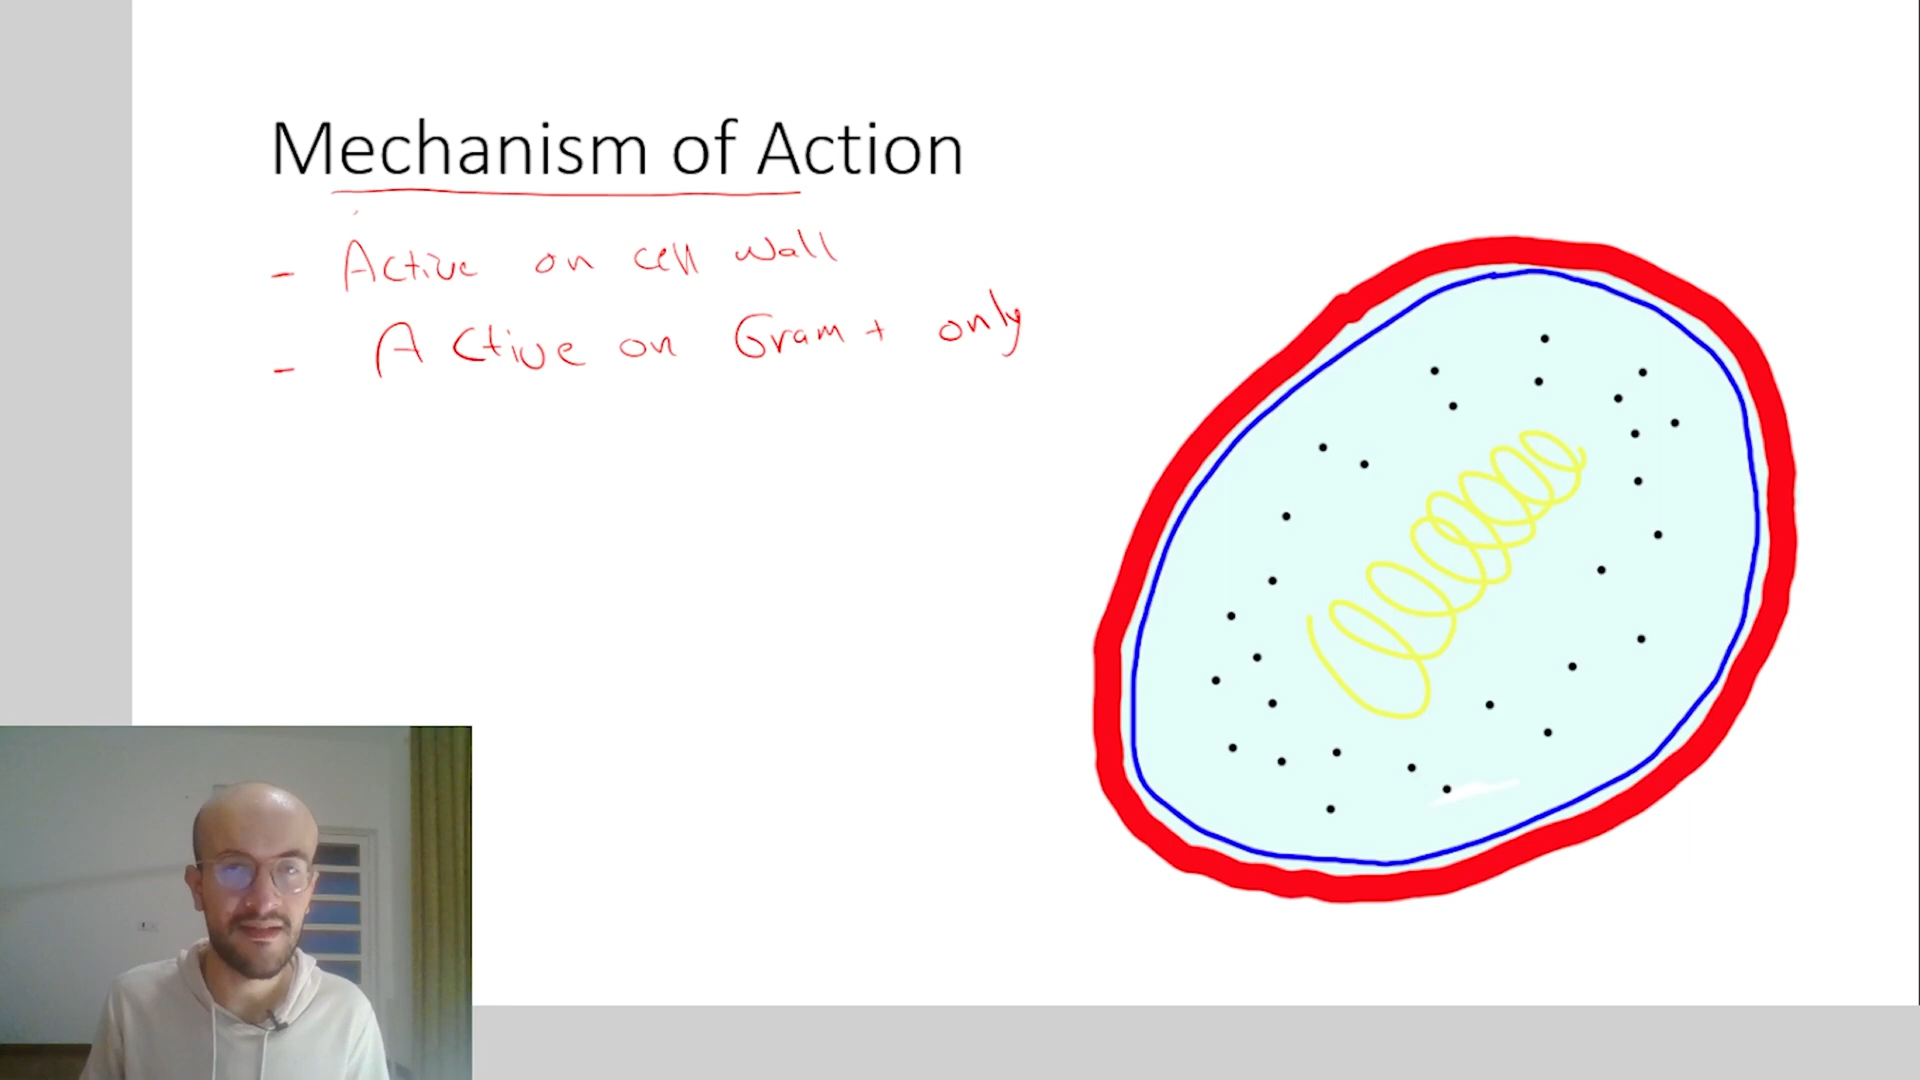 Mechanism of Action
- Active on cell wall
- Active on Gram + only